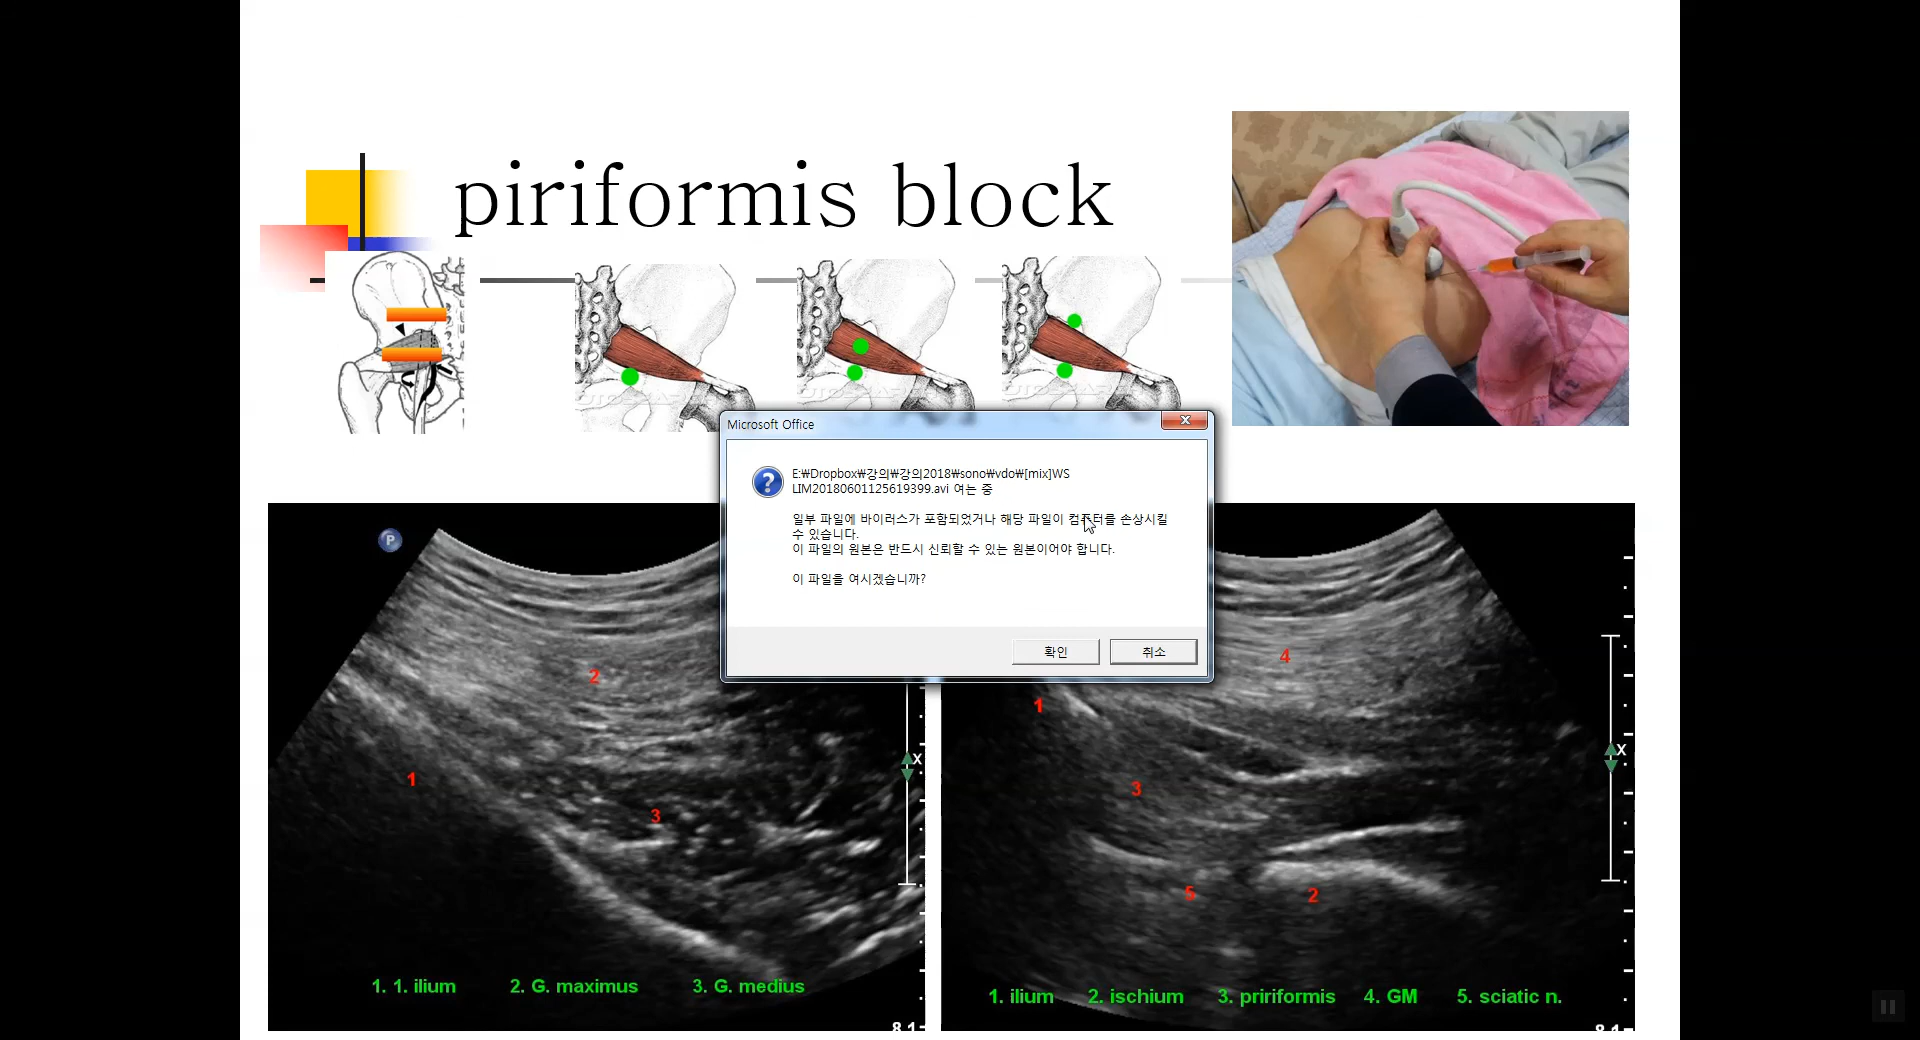 piriformis block
Microsoft Office
E:₩Dropbox₩강의₩강의2018₩sono₩vdo₩[mix]WS
LIM20180601125619399.avi 여는 중
일부 파일에 바이러스가 포함되었거나 해당 파일이 컴퓨터를 손상시킬
수 있습니다.
이 파일의 원본은 반드시 신뢰할 수 있는 원본이어야 합니다.
이 파일을 여시겠습니까?
확인
취소
P
2
1
3
X
1. 1. ilium 2. G. maximus 3. G. medius
8.1
4
1
3
5
2
X
1. ilium 2. ischium 3. pririformis 4. GM 5. sciatic n.